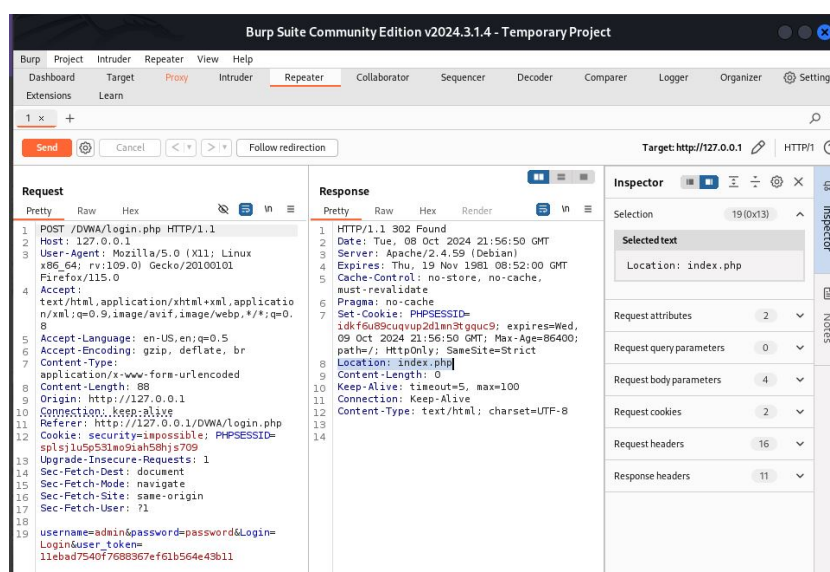 Burp Suite Community Edition v2024.3.1.4 - Temporary Project
Burp Project Intruder Repeater View Help
Dashboard Target Proxy Intruder Repeater Collaborator Sequencer Decoder Comparer Logger Organizer Setting
Extensions Learn
1 × +
Send Cancel < > Follow redirection Target: http://127.0.0.1 HTTP/1
Request
Pretty Raw Hex \n
1 POST /DVWA/login.php HTTP/1.1
2 Host: 127.0.0.1
3 User-Agent: Mozilla/5.0 (X11; Linux
x86_64; rv:109.0) Gecko/20100101
Firefox/115.0
4 Accept:
text/html,application/xhtml+xml,applicatio
n/xml;q=0.9,image/avif,image/webp,*/*;q=0.
8
5 Accept-Language: en-US,en;q=0.5
6 Accept-Encoding: gzip, deflate, br
7 Content-Type:
application/x-www-form-urlencoded
8 Content-Length: 88
9 Origin: http://127.0.0.1
10 Connection: keep-alive
11 Referer: http://127.0.0.1/DVWA/login.php
12 Cookie: security=impossible; PHPSESSID=
splsj1u5p531mo9iah58hjs709
13 Upgrade-Insecure-Requests: 1
14 Sec-Fetch-Dest: document
15 Sec-Fetch-Mode: navigate
16 Sec-Fetch-Site: same-origin
17 Sec-Fetch-User: ?1
18
19 username=admin&password=password&Login=
Login&user_token=
11ebad7540f7688367ef61b564e43b11
Response
Pretty Raw Hex Render \n
1 HTTP/1.1 302 Found
2 Date: Tue, 08 Oct 2024 21:56:50 GMT
3 Server: Apache/2.4.59 (Debian)
4 Expires: Thu, 19 Nov 1981 08:52:00 GMT
5 Cache-Control: no-store, no-cache,
must-revalidate
6 Pragma: no-cache
7 Set-Cookie: PHPSESSID=
idkf6u89cuqvup2d1mn3tgquc9; expires=Wed,
09 Oct 2024 21:56:50 GMT; Max-Age=86400;
path=/; HttpOnly; SameSite=Strict
8 Location: index.php
9 Content-Length: 0
10 Keep-Alive: timeout=5, max=100
11 Connection: Keep-Alive
12 Content-Type: text/html; charset=UTF-8
13
14
Inspector
Selection 19 (0x13)
Selected text
Location: index.php
Request attributes 2
Request query parameters 0
Request body parameters 4
Request cookies 2
Request headers 16
Response headers 11
Inspector
Notes